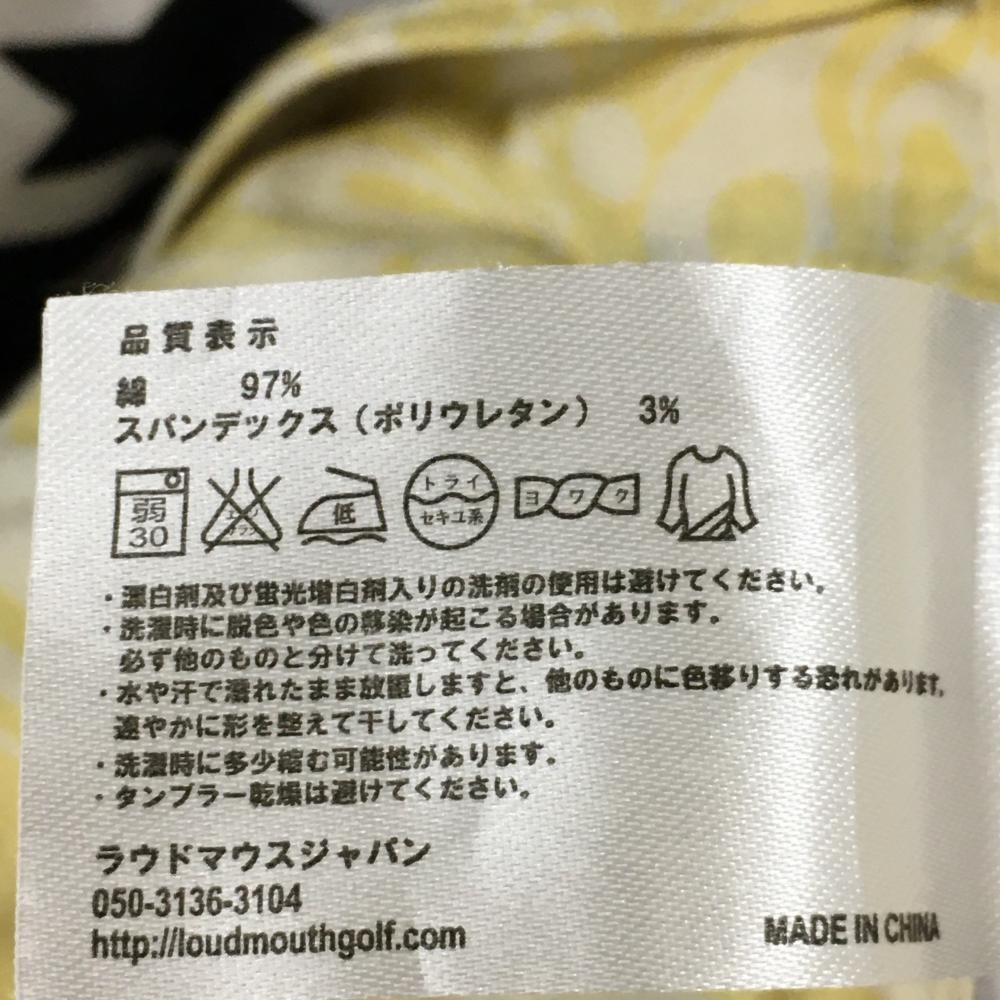 品質表示
綿 97%
スパンデックス（ポリウレタン） 3%
弱 30 低 トライ セキユ系 ヨワク
・漂白剤及び蛍光増白剤入りの洗剤の使用は避けてください。
・洗濯時に脱色や色の移染が起こる場合があります。
必ず他のものと分けて洗ってください。
・水や汗で濡れたまま放置しますと、他のものに色移りする恐れがあります。
速やかに形を整えて干してください。
・洗濯時に多少縮む可能性があります。
・タンブラー乾燥は避けてください。
ラウドマウスジャパン
050-3136-3104
http://loudmouthgolf.com
MADE IN CHINA